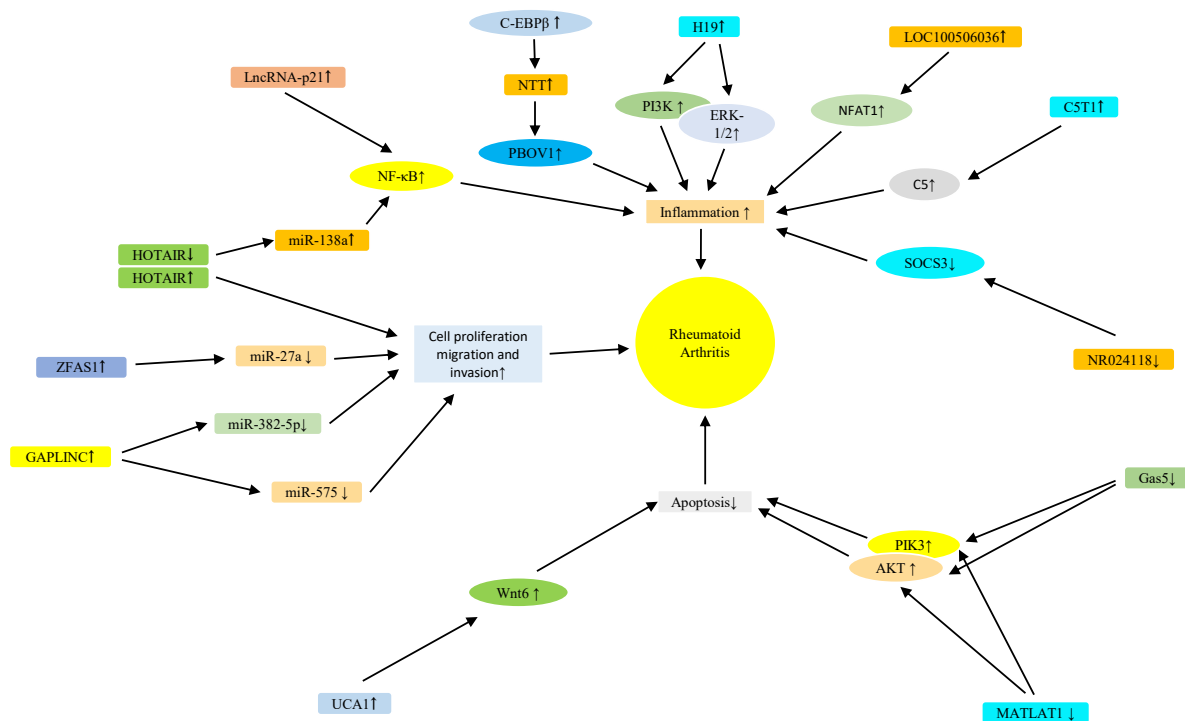 C-EBPβ ↑
H19↑
LOC100506036↑
LncRNA-p21↑
NTT↑
PI3K ↑
ERK-
1/2↑
NFAT1↑
C5T1↑
PBOV1↑
NF-κB↑
C5↑
Inflammation ↑
miR-138a↑
HOTAIR↓
HOTAIR↑
SOCS3↓
Cell proliferation
migration and
invasion↑
Rheumatoid
Arthritis
miR-27a ↓
ZFAS1↑
NR024118↓
miR-382-5p↓
GAPLINC↑
miR-575 ↓
Apoptosis↓
Gas5↓
PIK3↑
AKT ↑
Wnt6 ↑
UCA1↑
MATLAT1 ↓